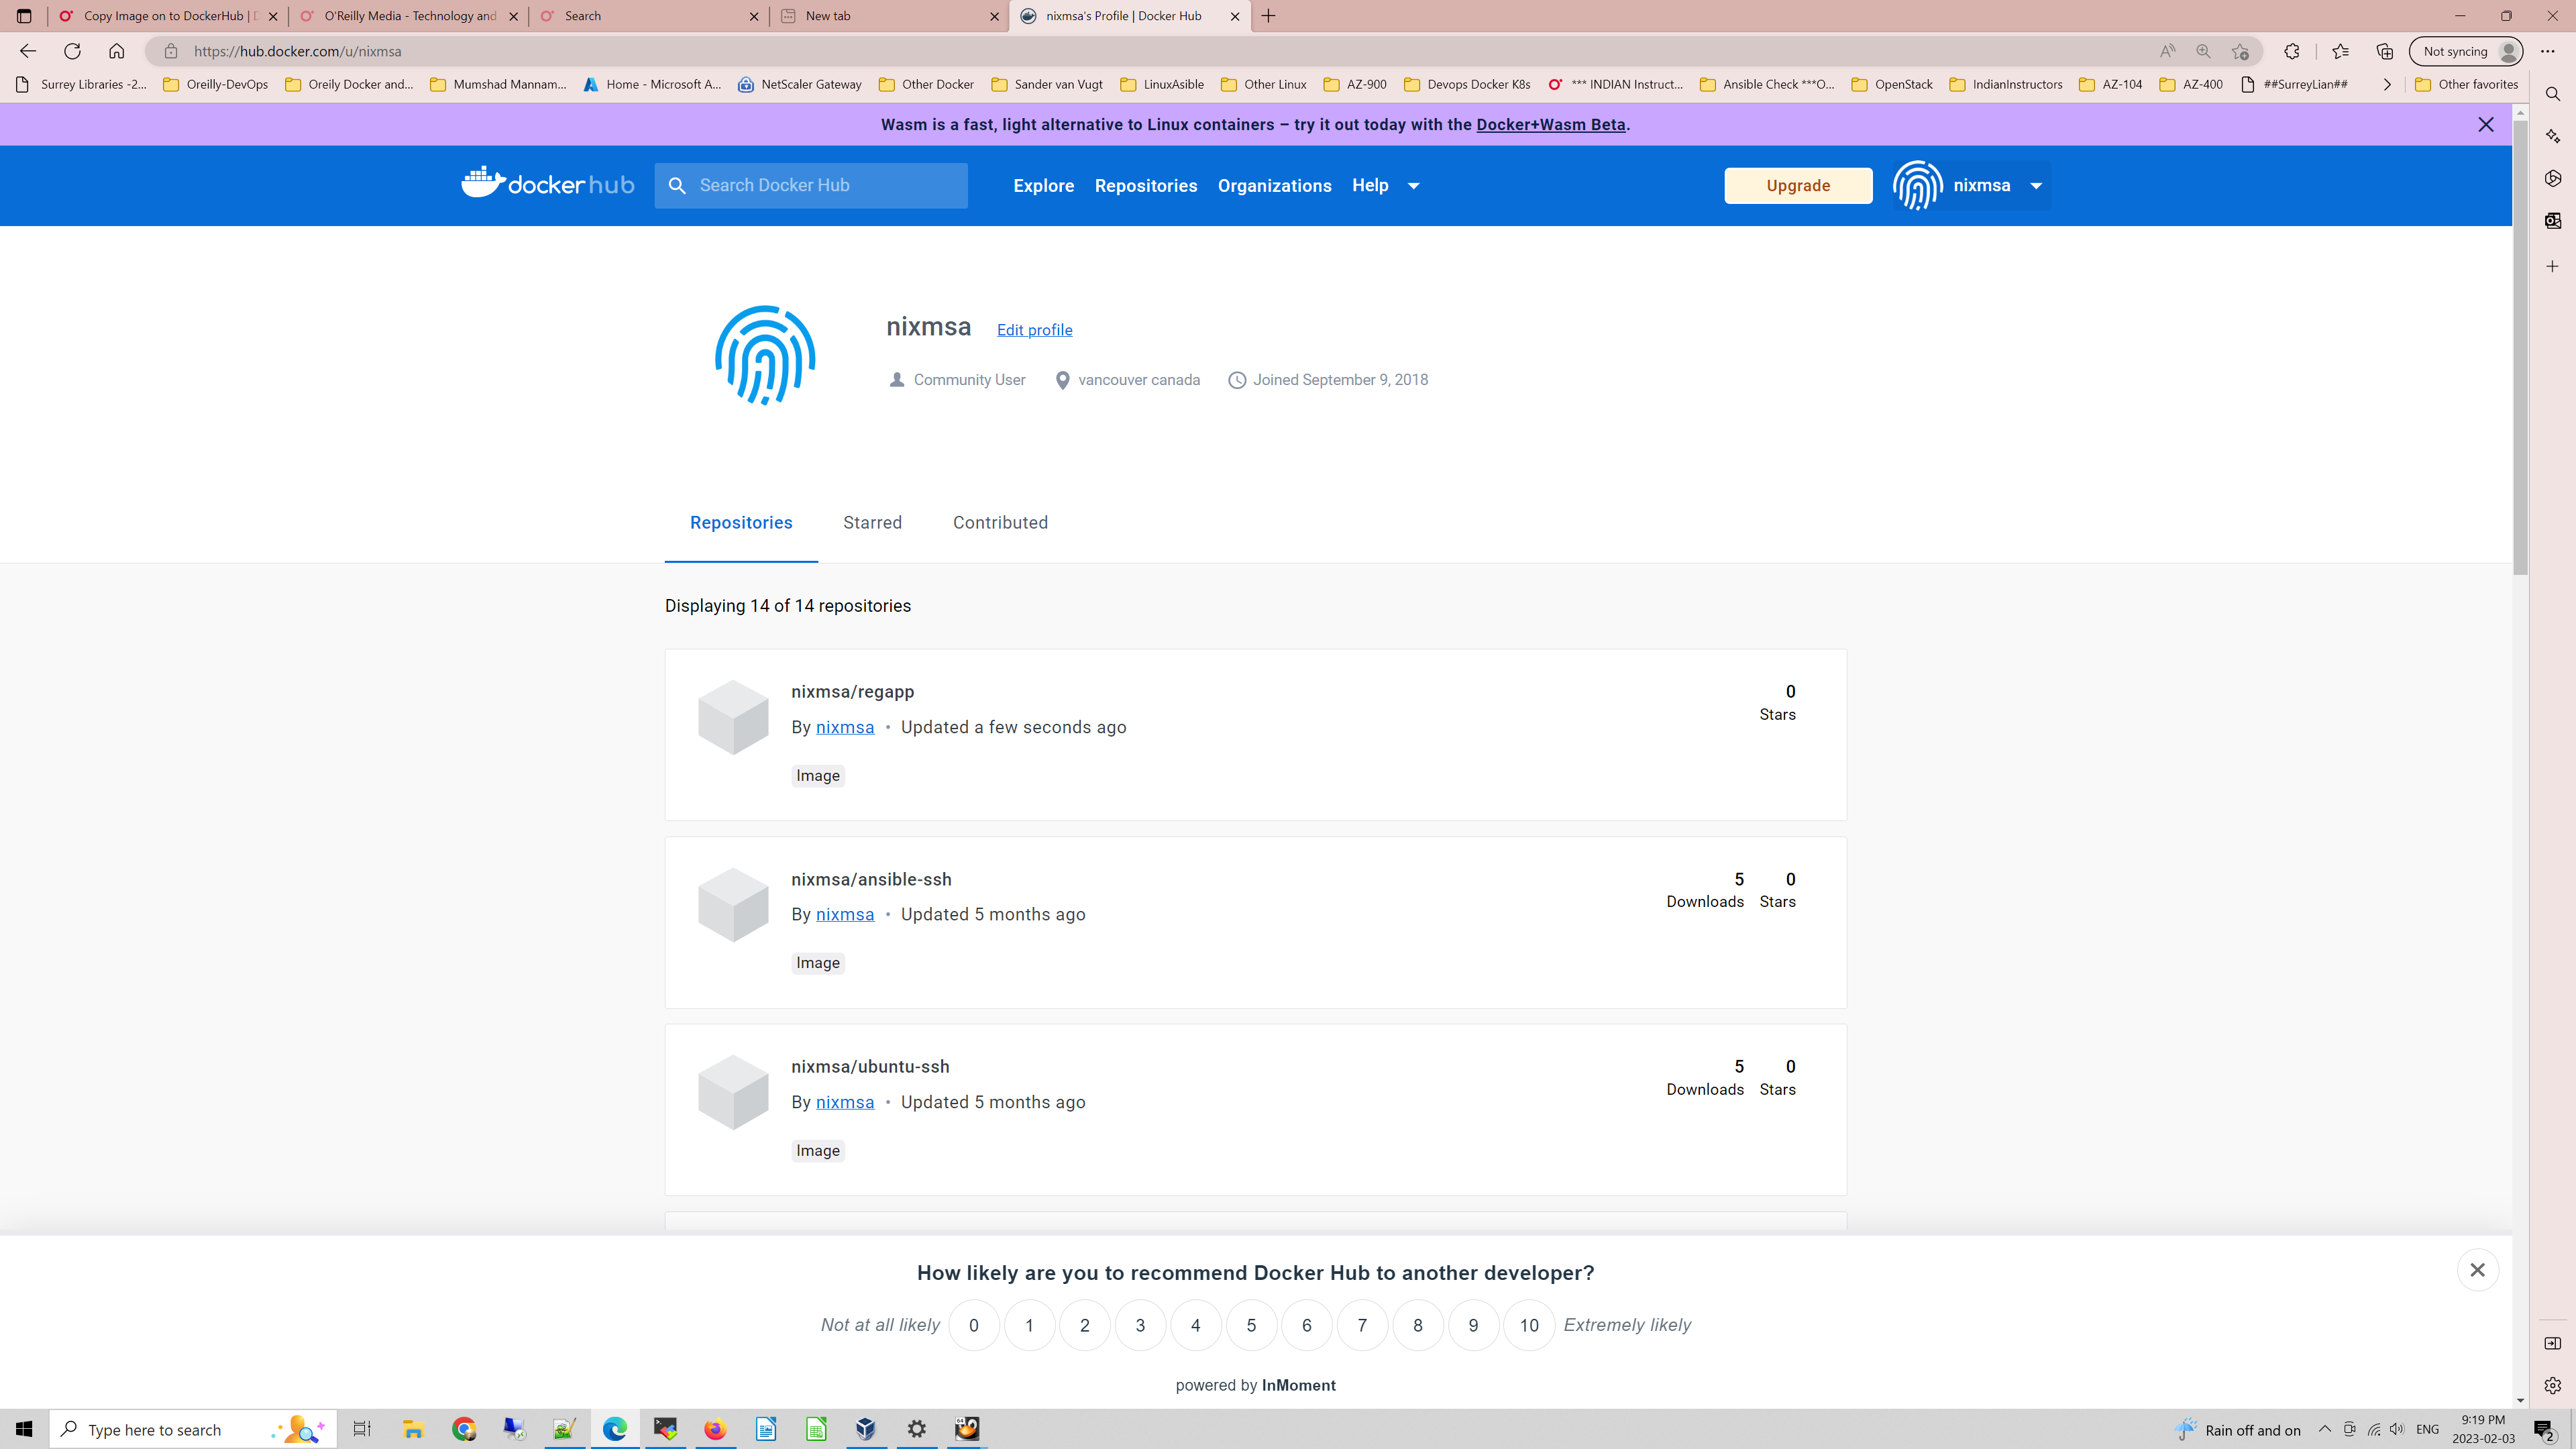 Copy Image on to DockerHub | D
O'Reilly Media - Technology and
Search
New tab
nixmsa's Profile | Docker Hub
https://hub.docker.com/u/nixmsa
Not syncing
Surrey Libraries -2...
Oreilly-DevOps
Oreily Docker and...
Mumshad Mannam...
Home - Microsoft A...
NetScaler Gateway
Other Docker
Sander van Vugt
LinuxAsible
Other Linux
AZ-900
Devops Docker K8s
*** INDIAN Instruct...
Ansible Check ***O...
OpenStack
IndianInstructors
AZ-104
AZ-400
##SurreyLian##
Other favorites
Wasm is a fast, light alternative to Linux containers – try it out today with the Docker+Wasm Beta.
docker hub
Search Docker Hub
Explore
Repositories
Organizations
Help
Upgrade
nixmsa
nixmsa
Edit profile
Community User
vancouver canada
Joined September 9, 2018
Repositories
Starred
Contributed
Displaying 14 of 14 repositories
nixmsa/regapp
0
Stars
By nixmsa • Updated a few seconds ago
Image
nixmsa/ansible-ssh
5 0
Downloads Stars
By nixmsa • Updated 5 months ago
Image
nixmsa/ubuntu-ssh
5 0
Downloads Stars
By nixmsa • Updated 5 months ago
Image
How likely are you to recommend Docker Hub to another developer?
Not at all likely 0 1 2 3 4 5 6 7 8 9 10 Extremely likely
powered by InMoment
Type here to search
Rain off and on
ENG
9:19 PM
2023-02-03
2